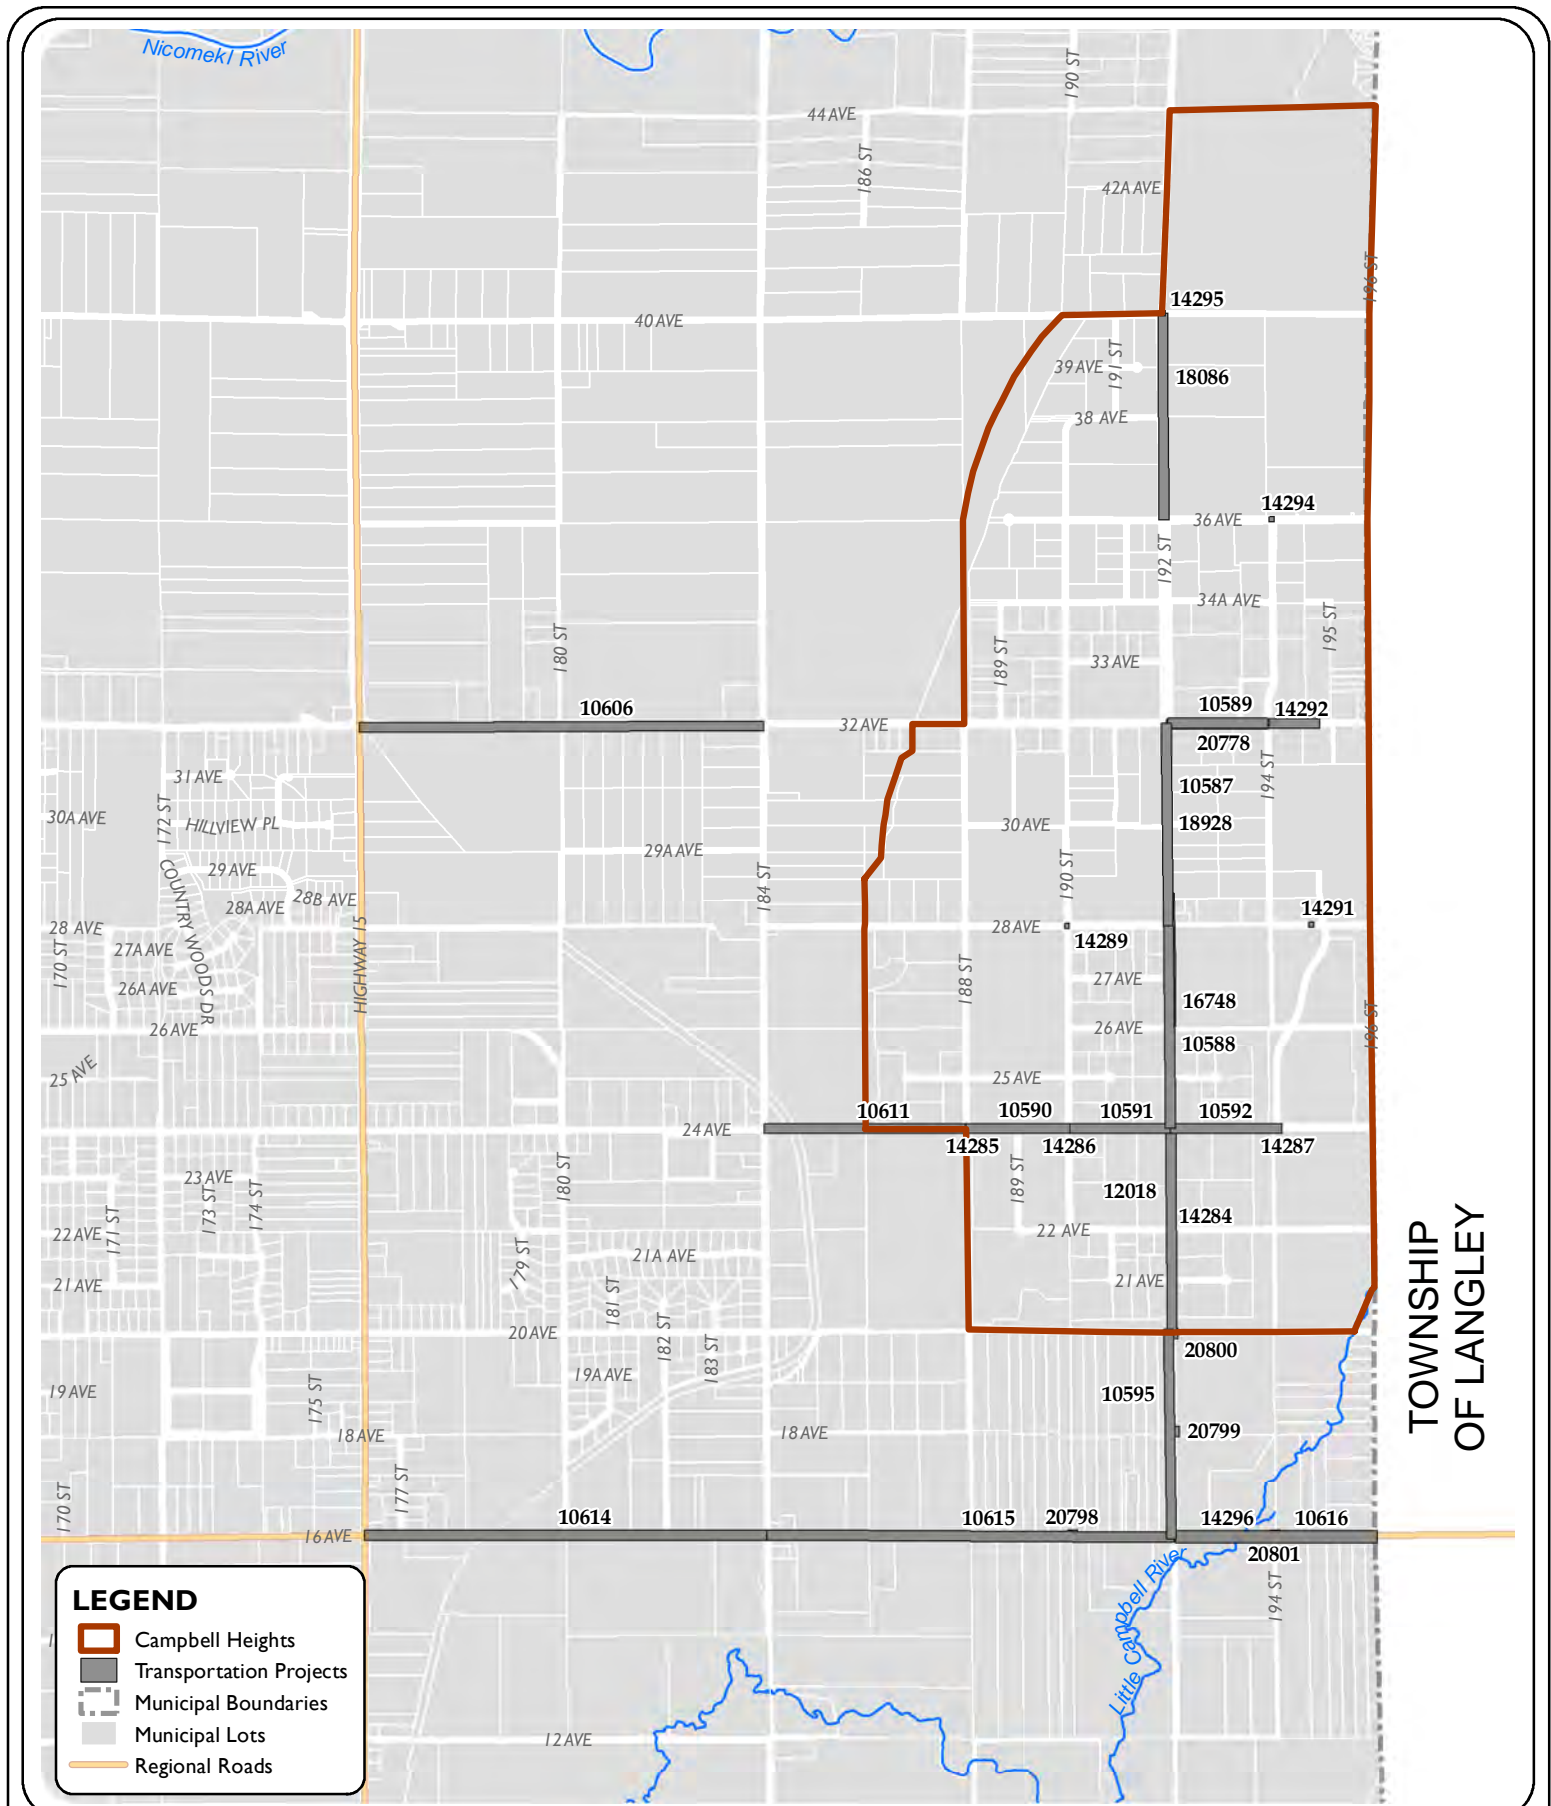 Nicomekl River
190 ST
44 AVE
186 ST
42A AVE
196 ST
14295
40 AVE
39 AVE
191 ST
18086
38 AVE
14294
36 AVE
192 ST
34A AVE
195 ST
180 ST
189 ST
33 AVE
10606
10589
14292
32 AVE
20778
31 AVE
194 ST
10587
30A AVE
172 ST
HILLVIEW PL
30 AVE
18928
29A AVE
29 AVE
COUNTRY WOODS DR
184 ST
190 ST
28B AVE
28A AVE
14291
28 AVE
28 AVE
14289
27A AVE
170 ST
HIGHWAY 15
188 ST
27 AVE
26A AVE
16748
26 AVE
26 AVE
196 ST
10588
25 AVE
25 AVE
10611
10590
10591
10592
24 AVE
14285
14286
14287
23 AVE
180 ST
189 ST
12018
173 ST
174 ST
14284
171 ST
22 AVE
22 AVE
21A AVE
179 ST
21 AVE
21 AVE
181 ST
TOWNSHIP
OF LANGLEY
20 AVE
182 ST
183 ST
20800
19A AVE
19 AVE
175 ST
10595
18 AVE
18 AVE
20799
177 ST
170 ST
10614
10615
20798
14296
10616
16 AVE
20801
Little Campbell River
194 ST
LEGEND
Campbell Heights
Transportation Projects
Municipal Boundaries
Municipal Lots
Regional Roads
12 AVE